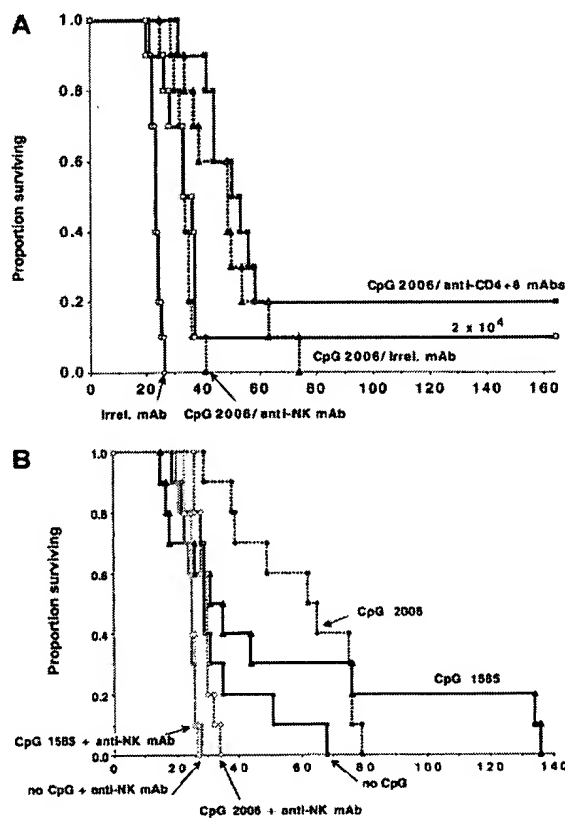 A
Proportion surviving
1.0
0.8
0.6
0.4
0.2
0.0
CpG 2006/ anti-CD4+8 mAbs
2 x 10^4
CpG 2006/ Irrel. mAb
0 20 40 60 80 100 120 140 160
Irrel. mAb CpG 2006/ anti-NK mAb
B
Proportion surviving
1.0
0.8
0.6
0.4
0.2
0.0
CpG 2006
CpG 1585
CpG 1585 + anti-NK mAb
0 20 40 60 80 100 120 140
no CpG + anti-NK mAb
no CpG
CpG 2006 + anti-NK mAb